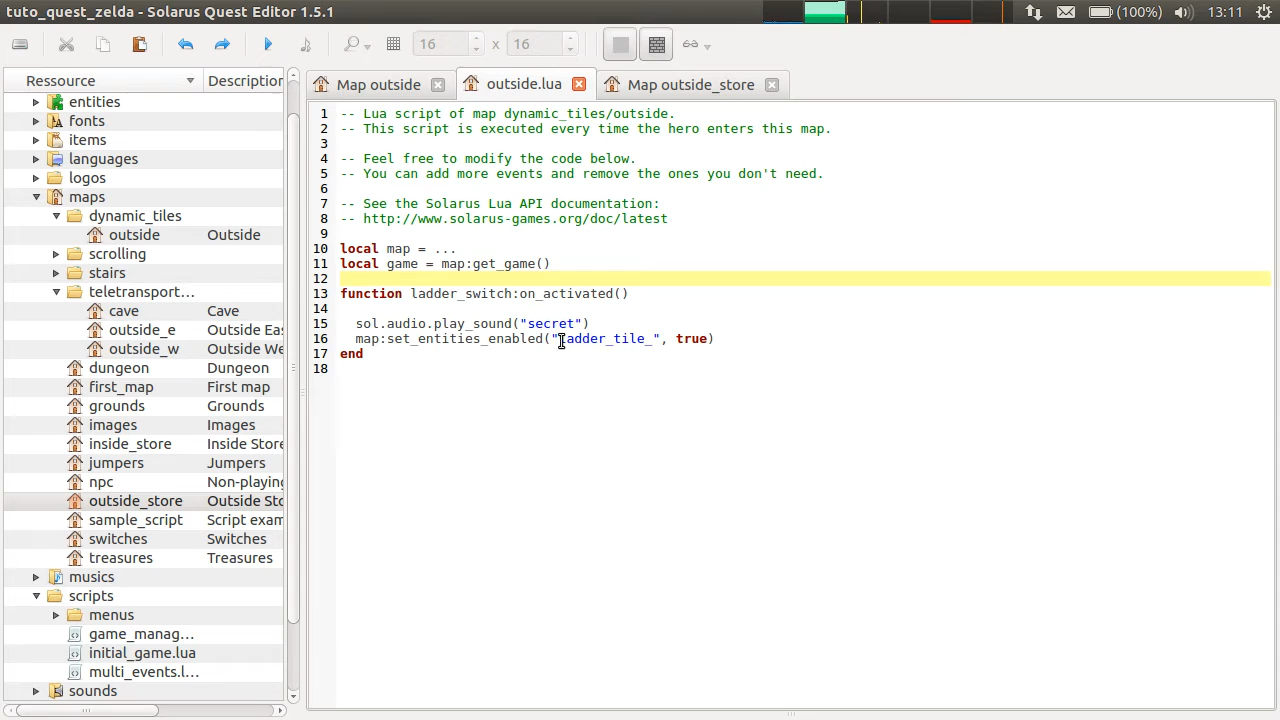 tuto_quest_zelda - Solarus Quest Editor 1.5.1
(100%)
13:11
16 x 16
Ressource
Description
entities
fonts
items
languages
logos
maps
dynamic_tiles
outside Outside
scrolling
stairs
teletransport...
cave Cave
outside_e Outside Eas
outside_w Outside We
dungeon Dungeon
first_map First map
grounds Grounds
images Images
inside_store Inside Store
jumpers Jumpers
npc Non-playing
outside_store Outside Sto
sample_script Script exam
switches Switches
treasures Treasures
musics
scripts
menus
game_manag...
initial_game.lua
multi_events.l...
sounds
Map outside
outside.lua
Map outside_store
1 -- Lua script of map dynamic_tiles/outside.
2 -- This script is executed every time the hero enters this map.
3
4 -- Feel free to modify the code below.
5 -- You can add more events and remove the ones you don't need.
6
7 -- See the Solarus Lua API documentation:
8 -- http://www.solarus-games.org/doc/latest
9
10 local map = ...
11 local game = map:get_game()
12
13 function ladder_switch:on_activated()
14
15 sol.audio.play_sound("secret")
16 map:set_entities_enabled("ladder_tile_", true)
17 end
18